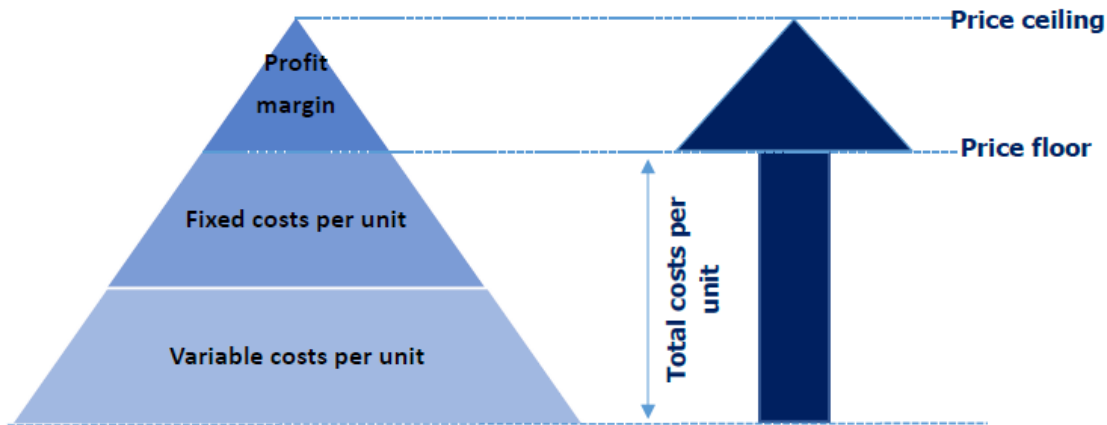 Price ceiling
Profit
margin
Price floor
Fixed costs per unit
Total costs per
unit
Variable costs per unit